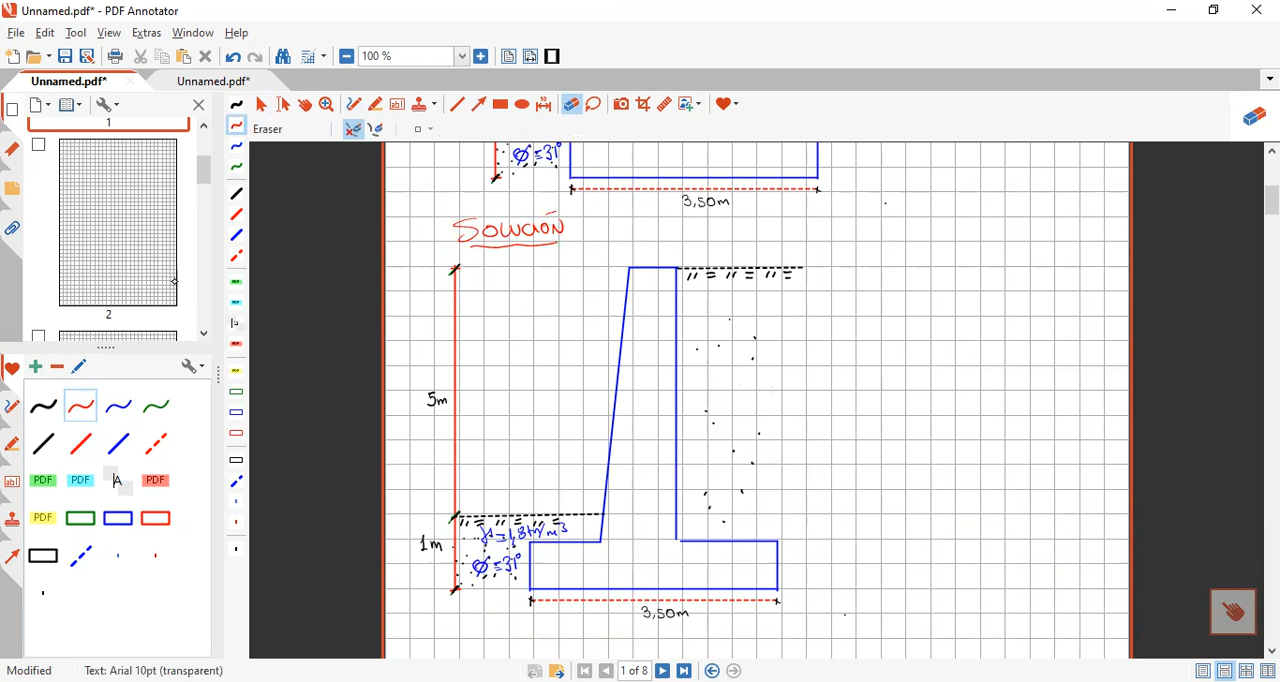 Unnamed.pdf* - PDF Annotator
File Edit Tool View Extras Window Help
100 %
Unnamed.pdf* Unnamed.pdf*
Eraser
1
2
PDF PDF A PDF
PDF
Ø=31°
3,50m
SOLUCIÓN
5m
1m
γ=1,8tn/m³
Ø=31°
3,50m
Modified Text: Arial 10pt (transparent) 1 of 8